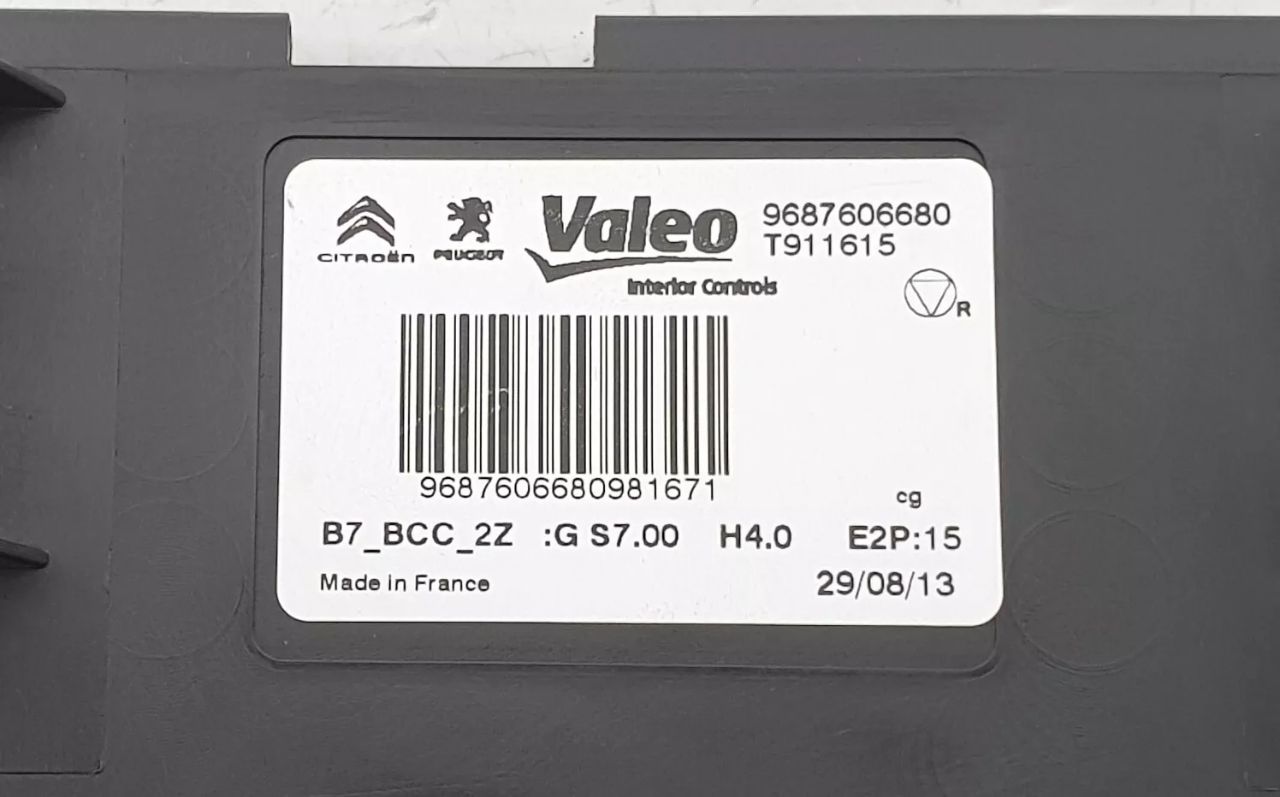 CITROËN
PEUGEOT
Valeo
Interior Controls
9687606680
T911615
R
9687606680981671
cg
B7_BCC_2Z :G S7.00 H4.0 E2P:15
Made in France 29/08/13